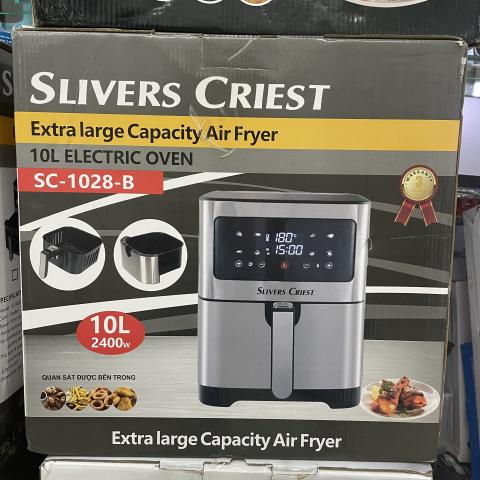 SLIVERS CRIEST
Extra large Capacity Air Fryer
10L ELECTRIC OVEN
SC-1028-B
WARRANTY
180°C
15:00
SLIVERS CRIEST
10L
2400W
QUAN SÁT ĐƯỢC BÊN TRONG
Extra large Capacity Air Fryer